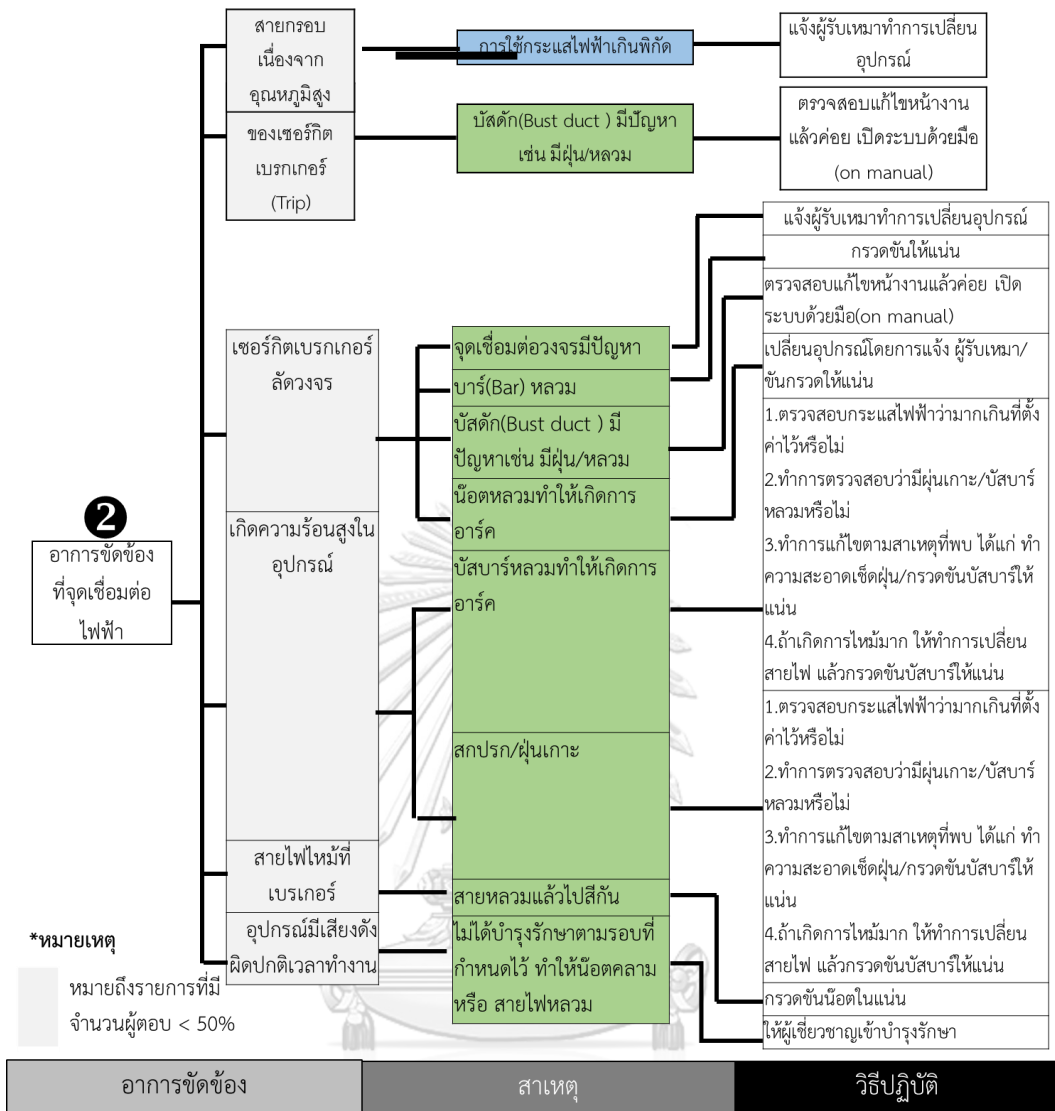 ❷
อาการขัดข้อง
ที่จุดเชื่อมต่อ
ไฟฟ้า
สายกรอบ
เนื่องจาก
อุณหภูมิสูง
ของเซอร์กิต
เบรกเกอร์
(Trip)
เซอร์กิตเบรกเกอร์
ลัดวงจร
เกิดความร้อนสูงใน
อุปกรณ์
สายไฟไหม้ที่
เบรเกอร์
อุปกรณ์มีเสียงดัง
ผิดปกติเวลาทำงาน
การใช้กระแสไฟฟ้าเกินพิกัด
บัสดัก(Bust duct ) มีปัญหา
เช่น มีฝุ่น/หลวม
จุดเชื่อมต่อวงจรมีปัญหา
บาร์(Bar) หลวม
บัสดัก(Bust duct ) มี
ปัญหาเช่น มีฝุ่น/หลวม
น๊อตหลวมทำให้เกิดการ
อาร์ค
บัสบาร์หลวมทำให้เกิดการ
อาร์ค
สกปรก/ฝุ่นเกาะ
สายหลวมแล้วไปสีกัน
ไม่ได้บำรุงรักษาตามรอบที่
กำหนดไว้ ทำให้น๊อตคลาม
หรือ สายไฟหลวม
แจ้งผู้รับเหมาทำการเปลี่ยน
อุปกรณ์
ตรวจสอบแก้ไขหน้างาน
แล้วค่อย เปิดระบบด้วยมือ
(on manual)
แจ้งผู้รับเหมาทำการเปลี่ยนอุปกรณ์
กรวดขันให้แน่น
ตรวจสอบแก้ไขหน้างานแล้วค่อย เปิด
ระบบด้วยมือ(on manual)
เปลี่ยนอุปกรณ์โดยการแจ้ง ผู้รับเหมา/
ขันกรวดให้แน่น
1.ตรวจสอบกระแสไฟฟ้าว่ามากเกินที่ตั้ง
ค่าไว้หรือไม่
2.ทำการตรวจสอบว่ามีผุ่นเกาะ/บัสบาร์
หลวมหรือไม่
3.ทำการแก้ไขตามสาเหตุที่พบ ได้แก่ ทำ
ความสะอาดเช็ดฝุ่น/กรวดขันบัสบาร์ให้
แน่น
4.ถ้าเกิดการไหม้มาก ให้ทำการเปลี่ยน
สายไฟ แล้วกรวดขันบัสบาร์ให้แน่น
1.ตรวจสอบกระแสไฟฟ้าว่ามากเกินที่ตั้ง
ค่าไว้หรือไม่
2.ทำการตรวจสอบว่ามีผุ่นเกาะ/บัสบาร์
หลวมหรือไม่
3.ทำการแก้ไขตามสาเหตุที่พบ ได้แก่ ทำ
ความสะอาดเช็ดฝุ่น/กรวดขันบัสบาร์ให้
แน่น
4.ถ้าเกิดการไหม้มาก ให้ทำการเปลี่ยน
สายไฟ แล้วกรวดขันบัสบาร์ให้แน่น
กรวดขันน๊อตในแน่น
ให้ผู้เชี่ยวชาญเข้าบำรุงรักษา
*หมายเหตุ
หมายถึงรายการที่มี
จำนวนผู้ตอบ < 50%
อาการขัดข้อง
สาเหตุ
วิธีปฏิบัติ